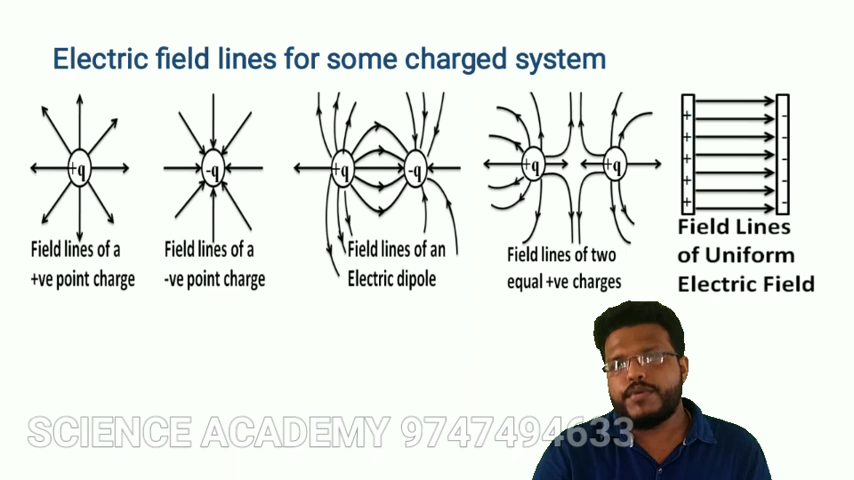 Electric field lines for some charged system
+q
-q
+q
-q
+q
+q
+
+
+
+
+
+
-
-
-
-
-
Field lines of a
+ve point charge
Field lines of a
-ve point charge
Field lines of an
Electric dipole
Field lines of two
equal +ve charges
Field Lines
of Uniform
Electric Field
SCIENCE ACADEMY 9747494633